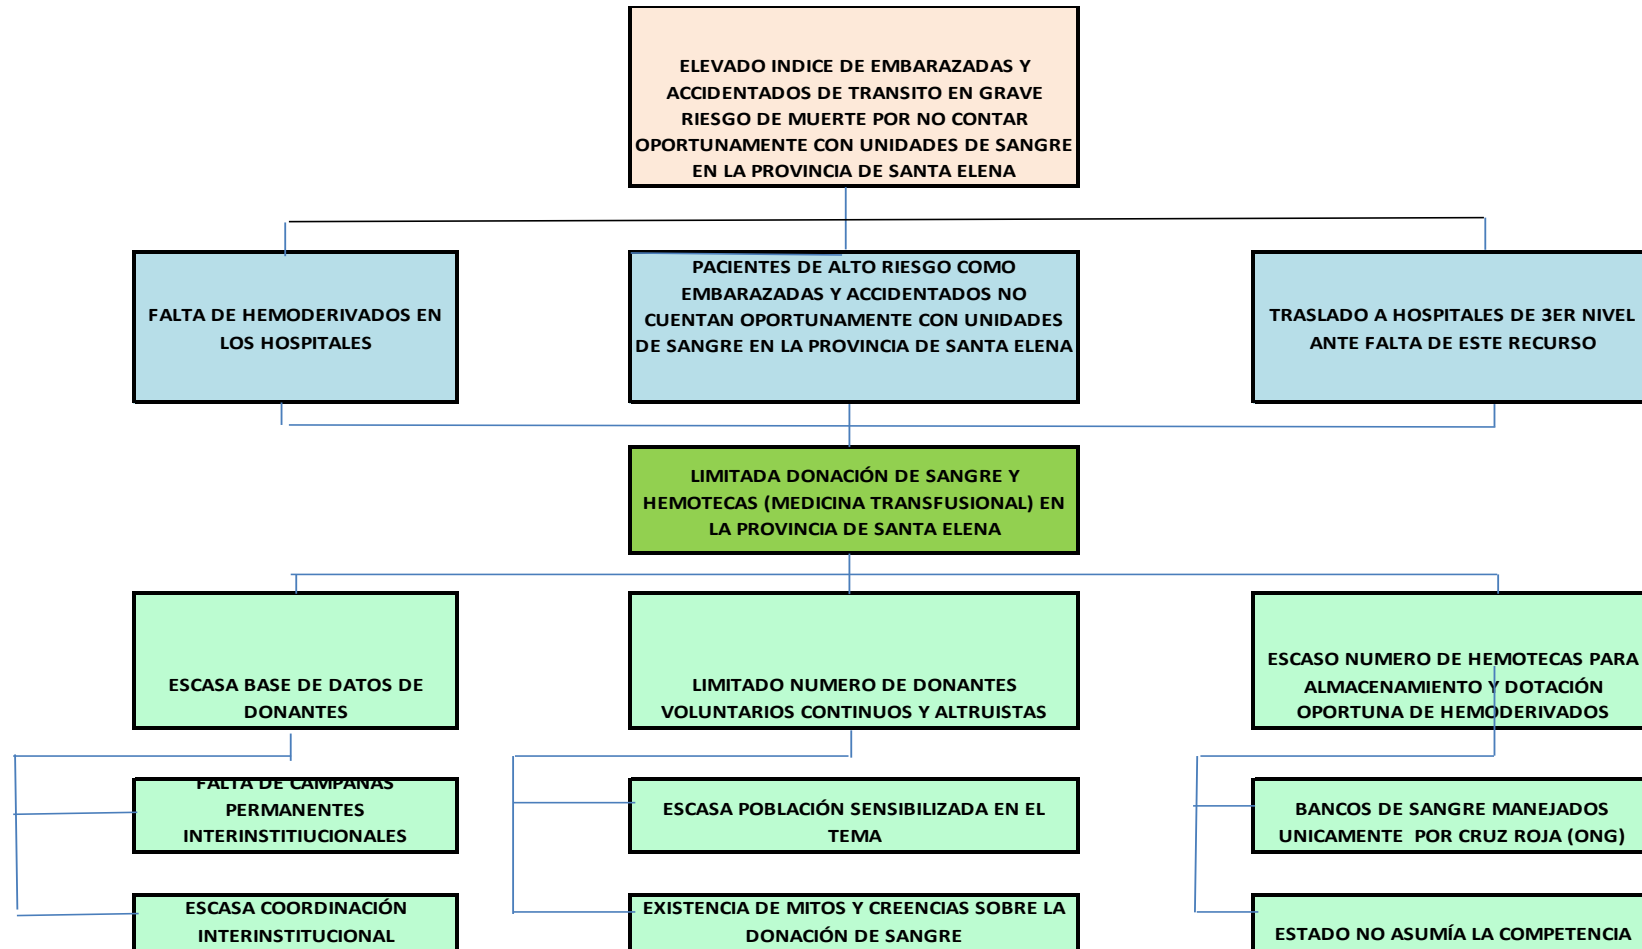 ELEVADO INDICE DE EMBARAZADAS Y
ACCIDENTADOS DE TRANSITO EN GRAVE
RIESGO DE MUERTE POR NO CONTAR
OPORTUNAMENTE CON UNIDADES DE SANGRE
EN LA PROVINCIA DE SANTA ELENA
FALTA DE HEMODERIVADOS EN
LOS HOSPITALES
PACIENTES DE ALTO RIESGO COMO
EMBARAZADAS Y ACCIDENTADOS NO
CUENTAN OPORTUNAMENTE CON UNIDADES
DE SANGRE EN LA PROVINCIA DE SANTA ELENA
TRASLADO A HOSPITALES DE 3ER NIVEL
ANTE FALTA DE ESTE RECURSO
LIMITADA DONACIÓN DE SANGRE Y
HEMOTECAS (MEDICINA TRANSFUSIONAL) EN
LA PROVINCIA DE SANTA ELENA
ESCASA BASE DE DATOS DE
DONANTES
LIMITADO NUMERO DE DONANTES
VOLUNTARIOS CONTINUOS Y ALTRUISTAS
ESCASO NUMERO DE HEMOTECAS PARA
ALMACENAMIENTO Y DOTACIÓN
OPORTUNA DE HEMODERIVADOS
FALTA DE CAMPAÑAS
PERMANENTES
INTERINSTITIUCIONALES
ESCASA POBLACIÓN SENSIBILIZADA EN EL
TEMA
BANCOS DE SANGRE MANEJADOS
UNICAMENTE POR CRUZ ROJA (ONG)
ESCASA COORDINACIÓN
INTERINSTITUCIONAL
EXISTENCIA DE MITOS Y CREENCIAS SOBRE LA
DONACIÓN DE SANGRE
ESTADO NO ASUMÍA LA COMPETENCIA